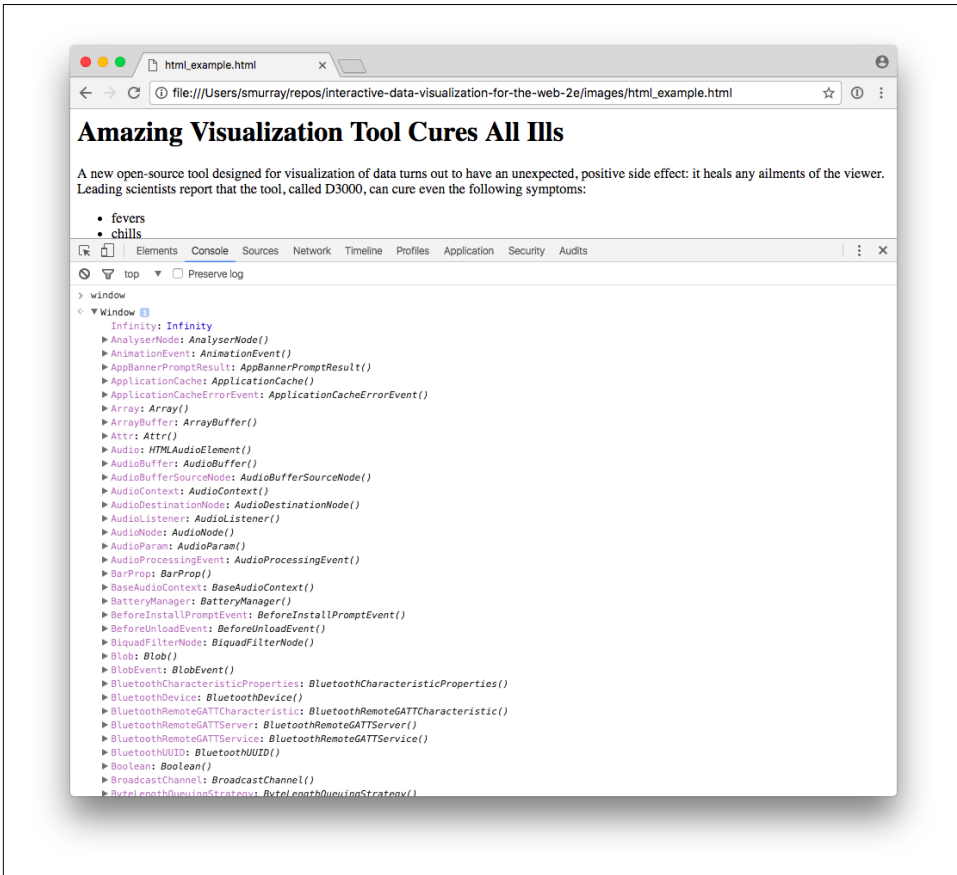 html_example.html
file:///Users/smurray/repos/interactive-data-visualization-for-the-web-2e/images/html_example.html
Amazing Visualization Tool Cures All Ills
A new open-source tool designed for visualization of data turns out to have an unexpected, positive side effect: it heals any ailments of the viewer.
Leading scientists report that the tool, called D3000, can cure even the following symptoms:
• fevers
• chills
Elements Console Sources Network Timeline Profiles Application Security Audits
top ▼ Preserve log
> window
▼Window i
Infinity: Infinity
▶AnalyserNode: AnalyserNode()
▶AnimationEvent: AnimationEvent()
▶AppBannerPromptResult: AppBannerPromptResult()
▶ApplicationCache: ApplicationCache()
▶ApplicationCacheErrorEvent: ApplicationCacheErrorEvent()
▶Array: Array()
▶ArrayBuffer: ArrayBuffer()
▶Attr: Attr()
▶Audio: HTMLAudioElement()
▶AudioBuffer: AudioBuffer()
▶AudioBufferSourceNode: AudioBufferSourceNode()
▶AudioContext: AudioContext()
▶AudioDestinationNode: AudioDestinationNode()
▶AudioListener: AudioListener()
▶AudioNode: AudioNode()
▶AudioParam: AudioParam()
▶AudioProcessingEvent: AudioProcessingEvent()
▶BarProp: BarProp()
▶BaseAudioContext: BaseAudioContext()
▶BatteryManager: BatteryManager()
▶BeforeInstallPromptEvent: BeforeInstallPromptEvent()
▶BeforeUnloadEvent: BeforeUnloadEvent()
▶BiquadFilterNode: BiquadFilterNode()
▶Blob: Blob()
▶BlobEvent: BlobEvent()
▶BluetoothCharacteristicProperties: BluetoothCharacteristicProperties()
▶BluetoothDevice: BluetoothDevice()
▶BluetoothRemoteGATTCharacteristic: BluetoothRemoteGATTCharacteristic()
▶BluetoothRemoteGATTServer: BluetoothRemoteGATTServer()
▶BluetoothRemoteGATTService: BluetoothRemoteGATTService()
▶BluetoothUUID: BluetoothUUID()
▶Boolean: Boolean()
▶BroadcastChannel: BroadcastChannel()
▶ByteLengthQueuingStrategy: ByteLengthQueuingStrategy()